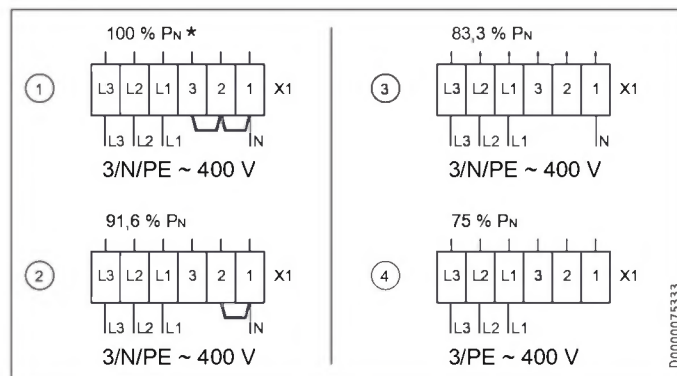 100 % PN *
1
L3 L2 L1 3 2 1 X1
L3 L2 L1 N
3/N/PE ~ 400 V
91,6 % PN
2
L3 L2 L1 3 2 1 X1
L3 L2 L1 N
3/N/PE ~ 400 V
83,3 % PN
3
L3 L2 L1 3 2 1 X1
L3 L2 L1 N
3/N/PE ~ 400 V
75 % PN
4
L3 L2 L1 3 2 1 X1
L3 L2 L1
3/PE ~ 400 V
D0000075333